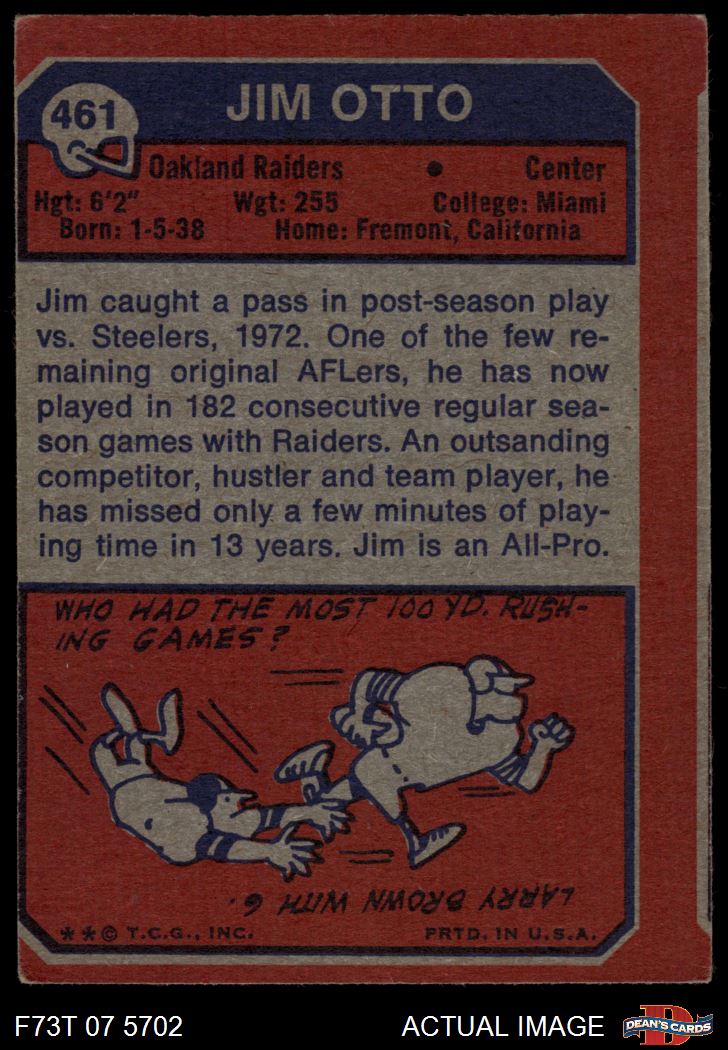 461
JIM OTTO
Oakland Raiders • Center
Hgt: 6'2" Wgt: 255 College: Miami
Born: 1-5-38 Home: Fremont, California
Jim caught a pass in post-season play
vs. Steelers, 1972. One of the few re-
maining original AFLers, he has now
played in 182 consecutive regular sea-
son games with Raiders. An outsanding
competitor, hustler and team player, he
has missed only a few minutes of play-
ing time in 13 years. Jim is an All-Pro.
WHO HAD THE MOST 100 YD. RUSH-
ING GAMES?
LARRY BROWN WITH 6.
**© T.C.G., INC. PRTD. IN U.S.A.
F73T 07 5702 ACTUAL IMAGE
D
DEAN'S CARDS